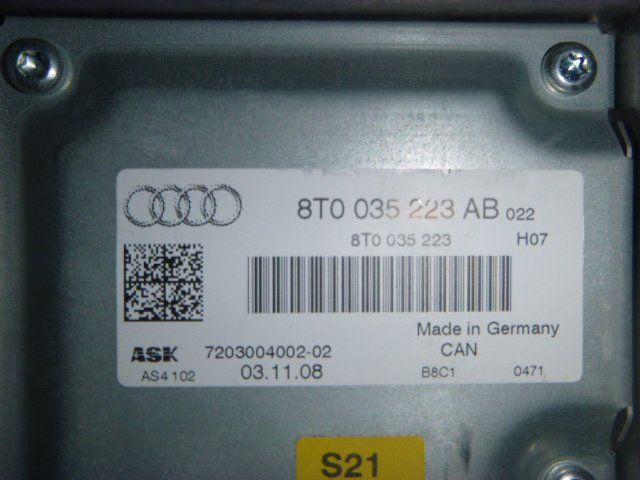 8T0 035 223 AB 022
8T0 035 223 H07
Made in Germany
ASK 7203004002-02 CAN
AS4 102 03.11.08 B8C1 0471
S21